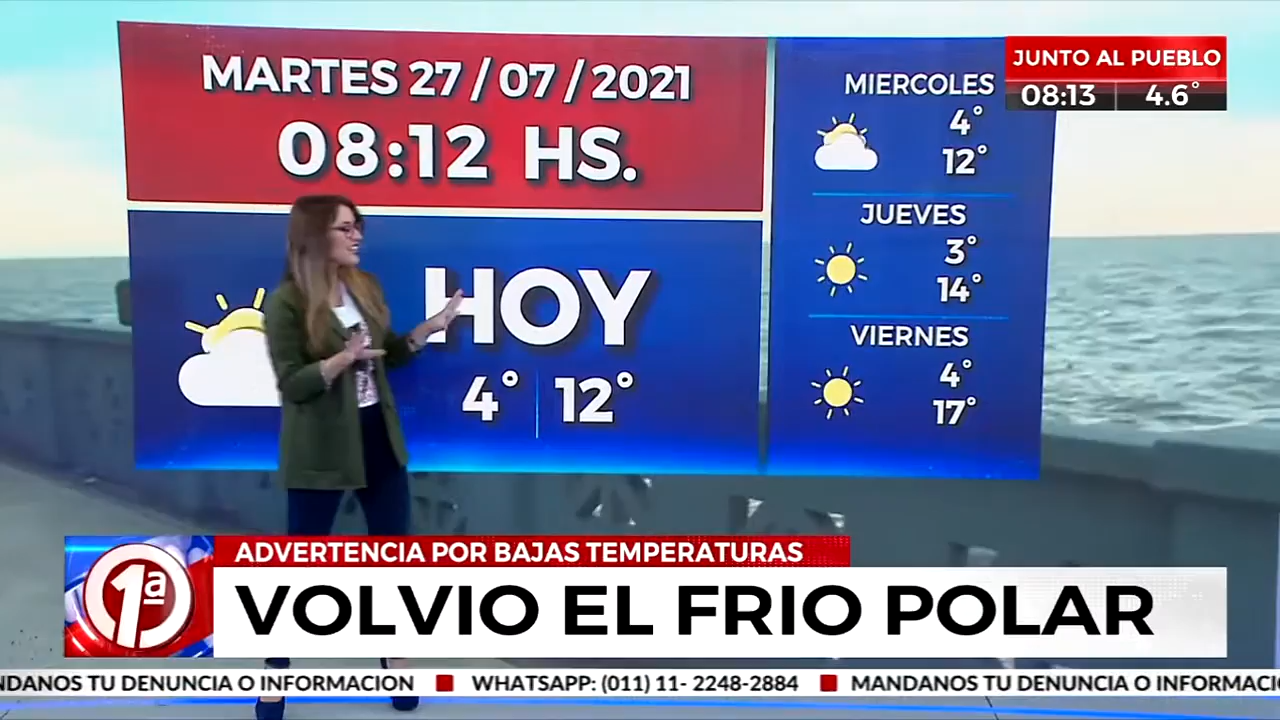 MARTES 27 / 07 / 2021
08:12 HS.
HOY
4° 12°
MIERCOLES
4°
12°
JUEVES
3°
14°
VIERNES
4°
17°
JUNTO AL PUEBLO
08:13 4.6°
1ª
ADVERTENCIA POR BAJAS TEMPERATURAS
VOLVIO EL FRIO POLAR
NDANOS TU DENUNCIA O INFORMACION ■ WHATSAPP: (011) 11- 2248-2884 ■ MANDANOS TU DENUNCIA O INFORMACI